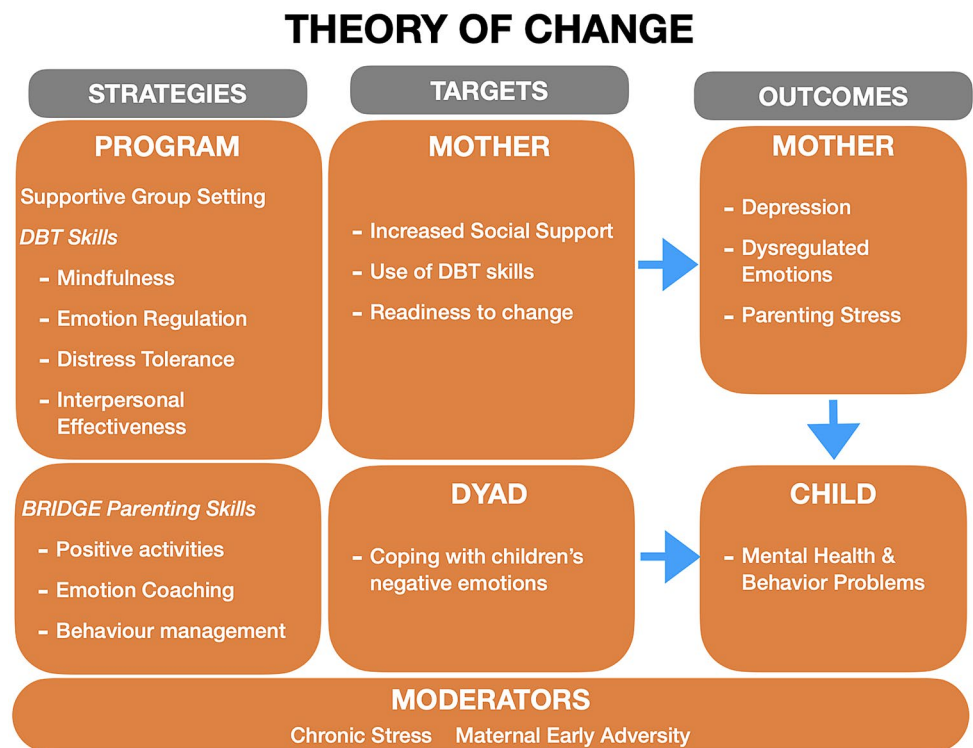 THEORY OF CHANGE
STRATEGIES
PROGRAM
Supportive Group Setting
DBT Skills
- Mindfulness
- Emotion Regulation
- Distress Tolerance
- Interpersonal
Effectiveness
BRIDGE Parenting Skills
- Positive activities
- Emotion Coaching
- Behaviour management
TARGETS
MOTHER
- Increased Social Support
- Use of DBT skills
- Readiness to change
DYAD
- Coping with children's
negative emotions
OUTCOMES
MOTHER
- Depression
- Dysregulated
Emotions
- Parenting Stress
CHILD
- Mental Health &
Behavior Problems
MODERATORS
Chronic Stress Maternal Early Adversity